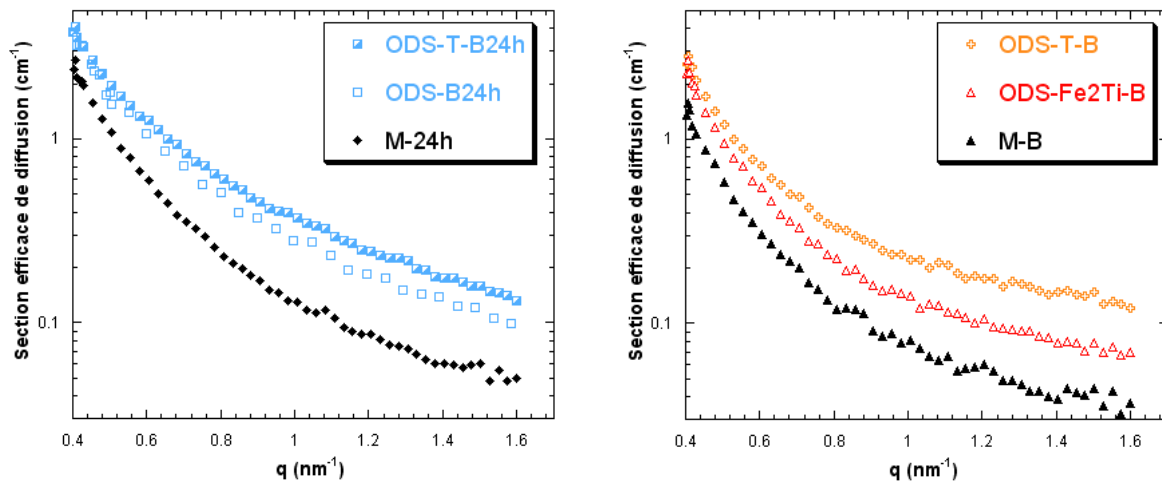 Section efficace de diffusion (cm-1)
ODS-T-B24h
ODS-B24h
M-24h
1
0.1
0.4 0.6 0.8 1 1.2 1.4 1.6
q (nm-1)
Section efficace de diffusion (cm-1)
ODS-T-B
ODS-Fe2Ti-B
M-B
1
0.1
0.4 0.6 0.8 1 1.2 1.4 1.6
q (nm-1)